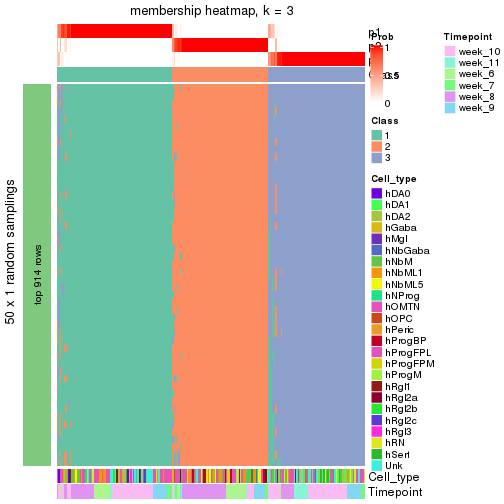 membership heatmap, k = 3
50 x 1 random samplings
top 914 rows
p1
Prob
1
0.5
0
Class
1
2
3
Cell_type
hDA0
hDA1
hDA2
hGaba
hMgl
hNbGaba
hNbM
hNbML1
hNbML5
hNProg
hOMTN
hOPC
hPeric
hProgBP
hProgFPL
hProgFPM
hProgM
hRgl1
hRgl2a
hRgl2b
hRgl2c
hRgl3
hRN
hSert
Unk
Timepoint
week_10
week_11
week_6
week_7
week_8
week_9
Cell_type
Timepoint